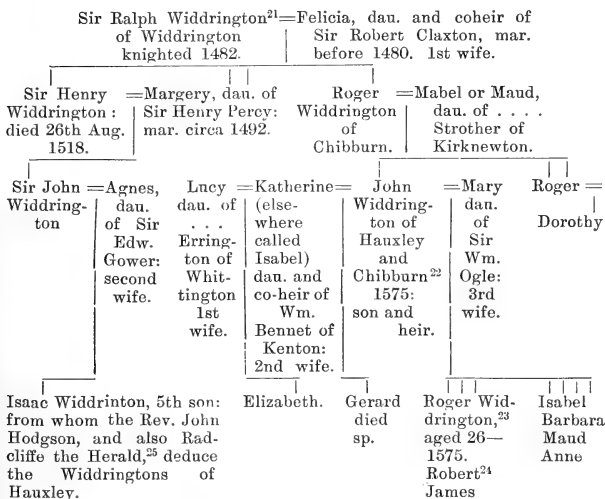 Sir Ralph Widdrington²¹=Felicia, dau. and coheir of
of Widdrington Sir Robert Claxton, mar.
knighted 1482. before 1480. 1st wife.
Sir Henry =Margery, dau. of Roger =Mabel or Maud,
Widdrington : Sir Henry Percy: Widdrington dau. of . . . .
died 26th Aug. mar. circa 1492. of Strother of
1518. Chibburn. Kirknewton.
Sir John =Agnes, Lucy =Katherine= John =Mary Roger=
Widdring- dau. dau. of (else- Widdring- dau.
ton of Sir . . . where ton of of Dorothy
Edw. Erring- called Hauxley Sir
Gower: ton of Isabel) and Wm.
second Whit- dau. and Chibburn²² Ogle:
wife. tington co-heir of 1575: 3rd
1st Wm. son and wife.
wife. Bennet of heir.
Kenton:
2nd wife.
Isaac Widdrinton, 5th son: Elizabeth. Gerard Roger Wid- Isabel
from whom the Rev. John died drington,²³ Barbara
Hodgson, and also Rad- sp. aged 26— Maud
cliffe the Herald,²⁵ deduce 1575. Anne
the Widdringtons of Robert²⁴
Hauxley. James